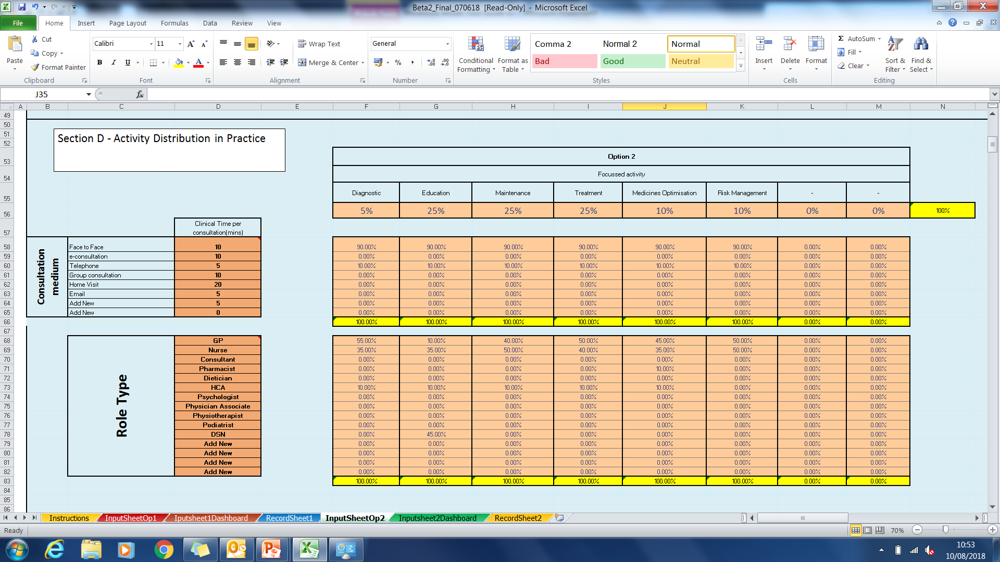 Beta2_Final_070618 [Read-Only] - Microsoft Excel
File Home Insert Page Layout Formulas Data Review View
Paste Cut Copy Format Painter Clipboard
Calibri 11 B I U Font
Wrap Text Merge & Center Alignment
General % , Number
Conditional Formatting Format as Table
Comma 2 Normal 2 Normal
Bad Good Neutral
Styles
Insert Delete Format Cells
Σ AutoSum Fill Clear Sort & Filter Find & Select Editing
J35 fx
A B C D E F G H I J K L M N
49
50
51
52
Section D - Activity Distribution in Practice
53 Option 2
54 Focussed activity
55 Diagnostic Education Maintenance Treatment Medicines Optimisation Risk Management - -
56 5% 25% 25% 25% 10% 10% 0% 0% 100%
57 Clinical Time per
consultation(mins)
Consultation
medium
58 Face to Face 10 90.00% 90.00% 90.00% 90.00% 90.00% 90.00% 0.00% 0.00%
59 e-consultation 10 0.00% 0.00% 0.00% 0.00% 0.00% 0.00% 0.00% 0.00%
60 Telephone 5 10.00% 10.00% 10.00% 10.00% 10.00% 10.00% 0.00% 0.00%
61 Group consultation 10 0.00% 0.00% 0.00% 0.00% 0.00% 0.00% 0.00% 0.00%
62 Home Visit 20 0.00% 0.00% 0.00% 0.00% 0.00% 0.00% 0.00% 0.00%
63 Email 5 0.00% 0.00% 0.00% 0.00% 0.00% 0.00% 0.00% 0.00%
64 Add New 5 0.00% 0.00% 0.00% 0.00% 0.00% 0.00% 0.00% 0.00%
65 Add New 0 0.00% 0.00% 0.00% 0.00% 0.00% 0.00% 0.00% 0.00%
66 100.00% 100.00% 100.00% 100.00% 100.00% 100.00% 0.00% 0.00%
67
Role Type
68 GP 55.00% 10.00% 40.00% 50.00% 45.00% 50.00% 0.00% 0.00%
69 Nurse 35.00% 35.00% 50.00% 40.00% 35.00% 50.00% 0.00% 0.00%
70 Consultant 0.00% 0.00% 0.00% 0.00% 0.00% 0.00% 0.00% 0.00%
71 Pharmacist 0.00% 0.00% 0.00% 0.00% 10.00% 0.00% 0.00% 0.00%
72 Dietician 0.00% 0.00% 0.00% 0.00% 0.00% 0.00% 0.00% 0.00%
73 HCA 10.00% 10.00% 10.00% 10.00% 10.00% 0.00% 0.00% 0.00%
74 Psychologist 0.00% 0.00% 0.00% 0.00% 0.00% 0.00% 0.00% 0.00%
75 Physician Associate 0.00% 0.00% 0.00% 0.00% 0.00% 0.00% 0.00% 0.00%
76 Physiotherapist 0.00% 0.00% 0.00% 0.00% 0.00% 0.00% 0.00% 0.00%
77 Podiatrist 0.00% 0.00% 0.00% 0.00% 0.00% 0.00% 0.00% 0.00%
78 DSN 0.00% 45.00% 0.00% 0.00% 0.00% 0.00% 0.00% 0.00%
79 Add New 0.00% 0.00% 0.00% 0.00% 0.00% 0.00% 0.00% 0.00%
80 Add New 0.00% 0.00% 0.00% 0.00% 0.00% 0.00% 0.00% 0.00%
81 Add New 0.00% 0.00% 0.00% 0.00% 0.00% 0.00% 0.00% 0.00%
82 Add New 0.00% 0.00% 0.00% 0.00% 0.00% 0.00% 0.00% 0.00%
83 100.00% 100.00% 100.00% 100.00% 100.00% 100.00% 0.00% 0.00%
84
85
86
Instructions InputSheetOp1 Iputsheet1Dashboard RecordSheet1 InputSheetOp2 Inputsheet2Dashboard RecordSheet2
Ready 70%
10:53
10/08/2018